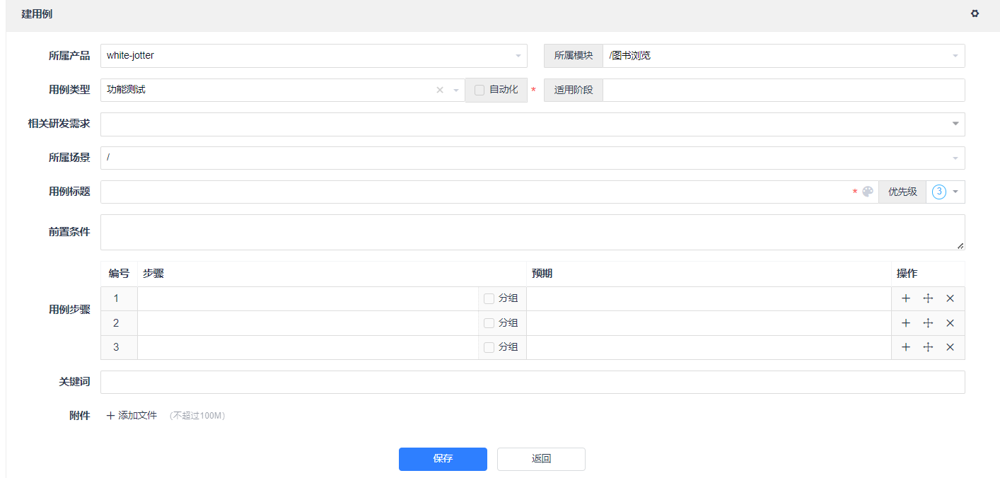 建用例
所属产品 white-jotter 所属模块 /图书浏览
用例类型 功能测试 自动化 * 适用阶段
相关研发需求
所属场景 /
用例标题 * 优先级 3
前置条件
编号 步骤 预期 操作
用例步骤
1 分组
2 分组
3 分组
关键词
附件 + 添加文件 (不超过100M)
保存 返回